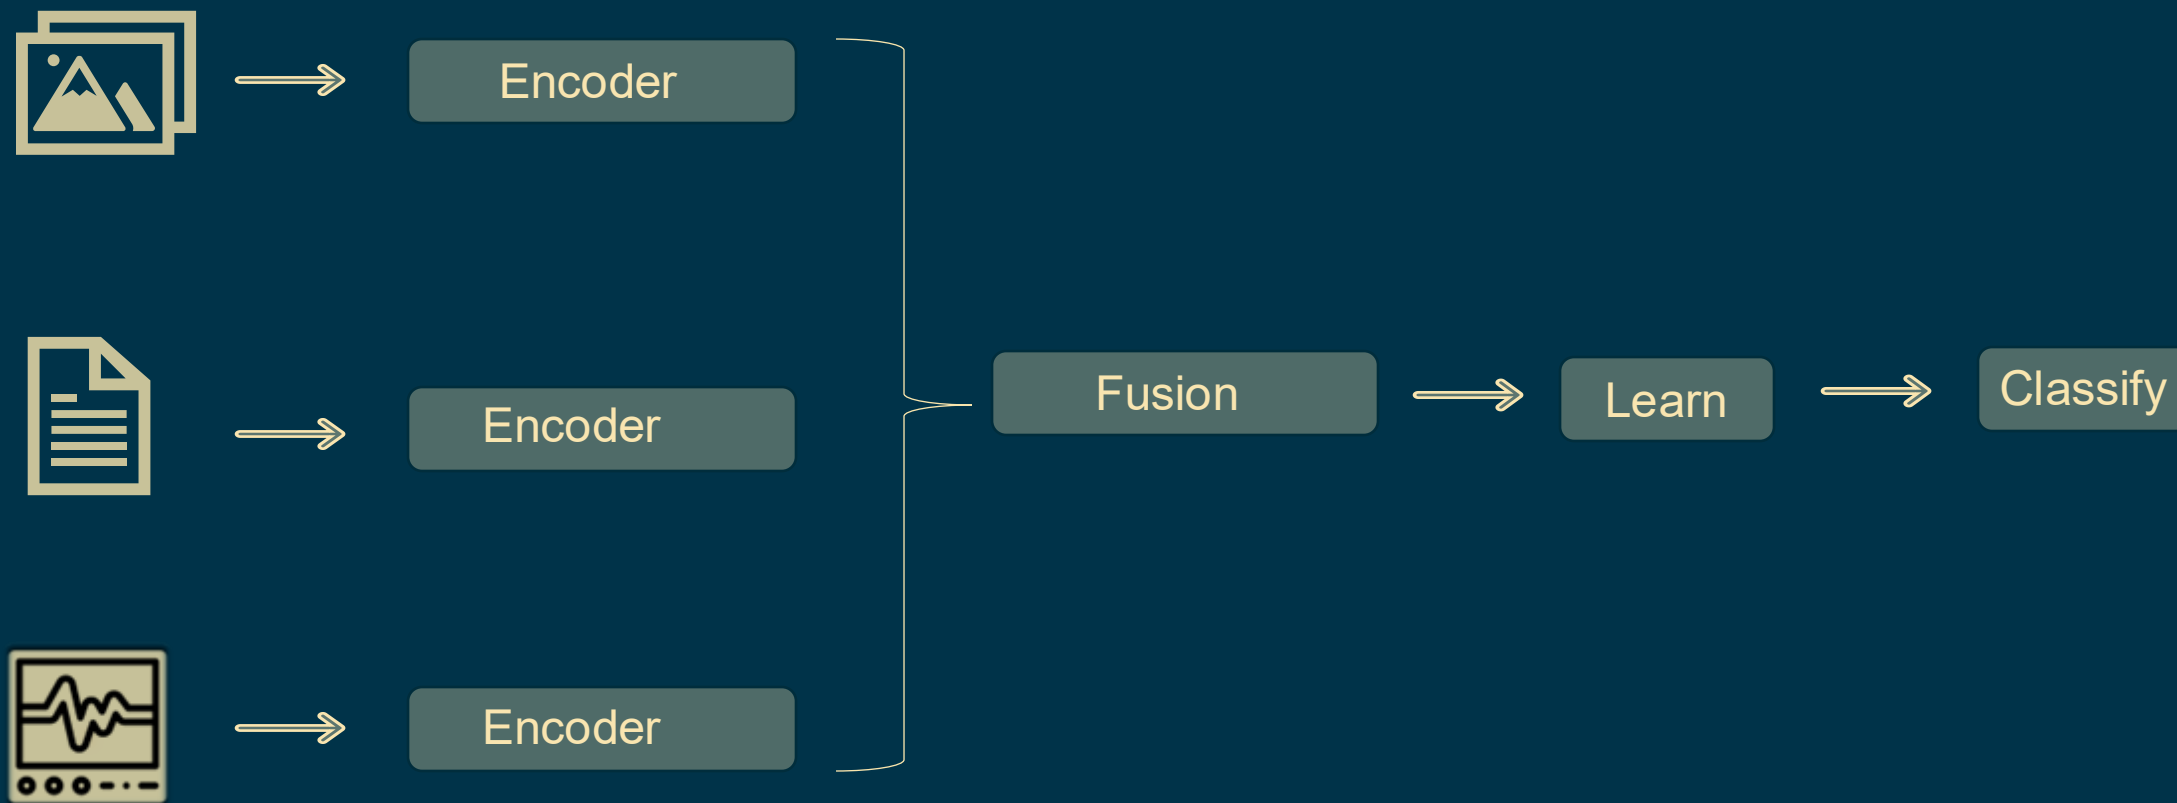 Encoder
Encoder
Encoder
Fusion
Learn
Classify